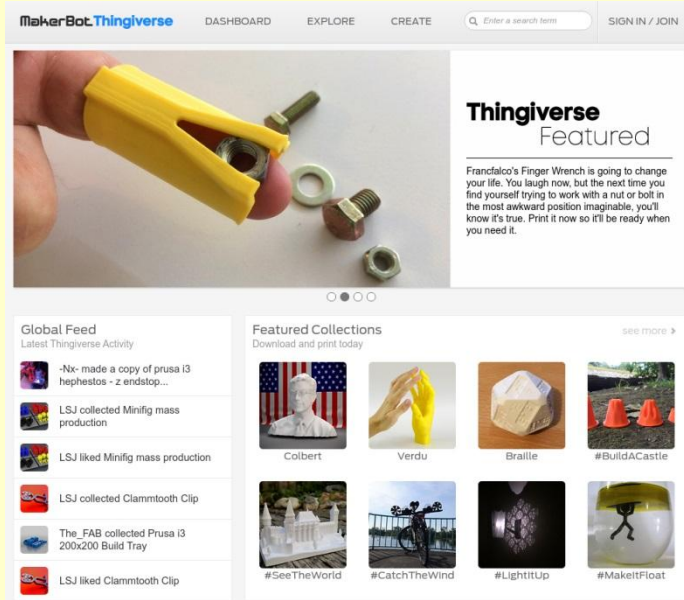 MakerBot. Thingiverse
DASHBOARD
EXPLORE
CREATE
Enter a search term
SIGN IN / JOIN
Thingiverse
Featured
Francfalco's Finger Wrench is going to change
your life. You laugh now, but the next time you
find yourself trying to work with a nut or bolt in
the most awkward position imaginable, you'll
know it's true. Print it now so it'll be ready when
you need it.
Global Feed
Latest Thingiverse Activity
-Nx- made a copy of prusa i3
hephestos - z endstop...
LSJ collected Minifig mass
production
LSJ liked Minifig mass production
LSJ collected Clammtooth Clip
The_FAB collected Prusa i3
200x200 Build Tray
LSJ liked Clammtooth Clip
Featured Collections
Download and print today
see more
Colbert
Verdu
Braille
#BuildACastle
#SeeTheWorld
#CatchTheWind
#LightItUp
#MakeItFloat